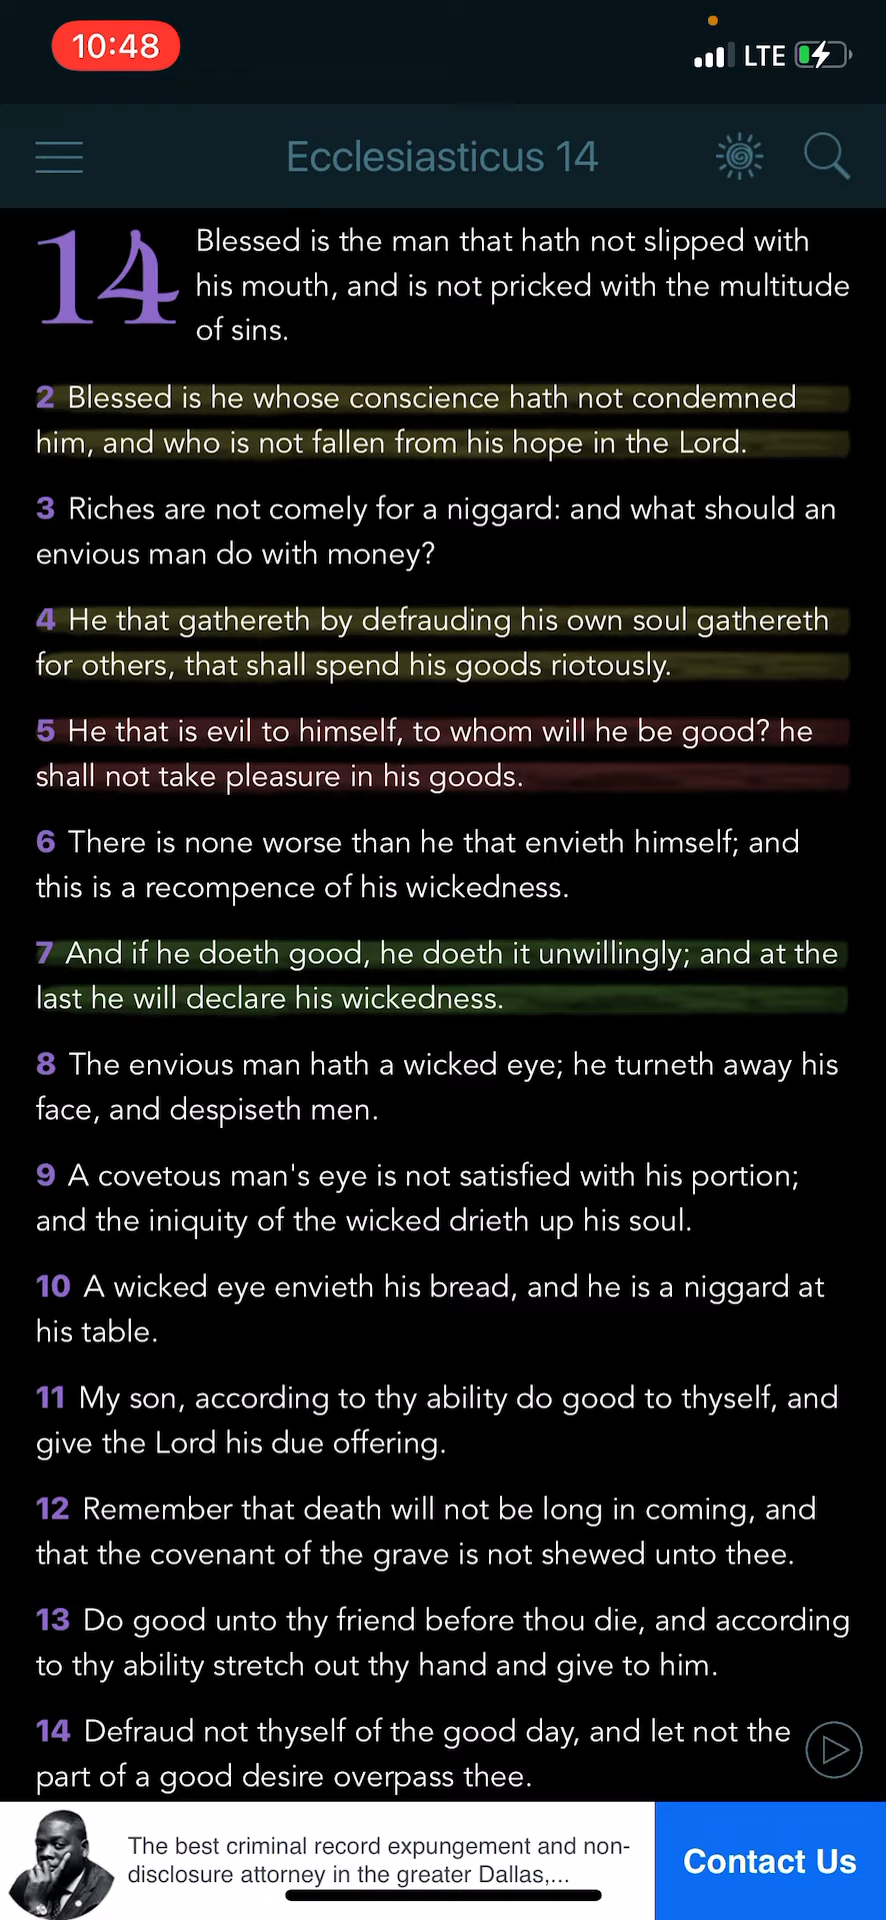 10:48
LTE
Ecclesiasticus 14
14 Blessed is the man that hath not slipped with
his mouth, and is not pricked with the multitude
of sins.
2 Blessed is he whose conscience hath not condemned
him, and who is not fallen from his hope in the Lord.
3 Riches are not comely for a niggard: and what should an
envious man do with money?
4 He that gathereth by defrauding his own soul gathereth
for others, that shall spend his goods riotously.
5 He that is evil to himself, to whom will he be good? he
shall not take pleasure in his goods.
6 There is none worse than he that envieth himself; and
this is a recompence of his wickedness.
7 And if he doeth good, he doeth it unwillingly; and at the
last he will declare his wickedness.
8 The envious man hath a wicked eye; he turneth away his
face, and despiseth men.
9 A covetous man's eye is not satisfied with his portion;
and the iniquity of the wicked drieth up his soul.
10 A wicked eye envieth his bread, and he is a niggard at
his table.
11 My son, according to thy ability do good to thyself, and
give the Lord his due offering.
12 Remember that death will not be long in coming, and
that the covenant of the grave is not shewed unto thee.
13 Do good unto thy friend before thou die, and according
to thy ability stretch out thy hand and give to him.
14 Defraud not thyself of the good day, and let not the
part of a good desire overpass thee.
The best criminal record expungement and non-
disclosure attorney in the greater Dallas,...
Contact Us